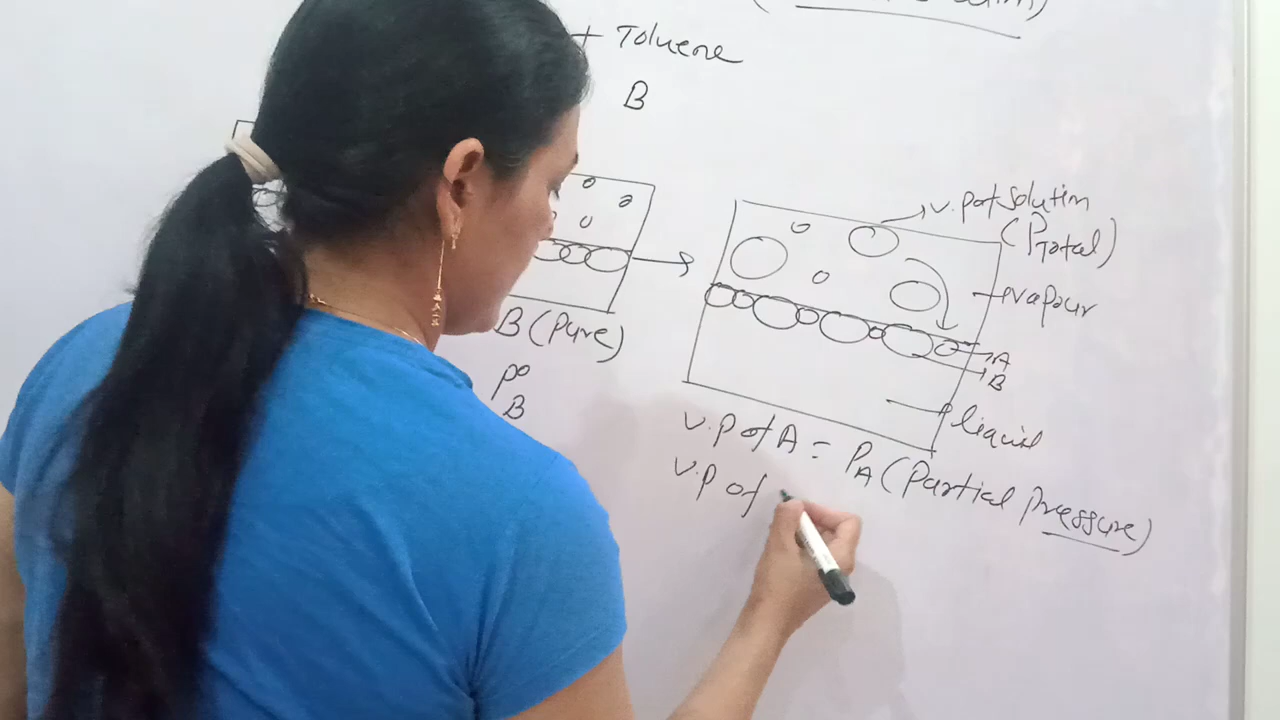 + Toluene
B
v.p of solution
(Ptotal)
vapour
A
B
liquid
B (Pure)
P°B
v.p of A = PA (Partial Pressure)
v.p of